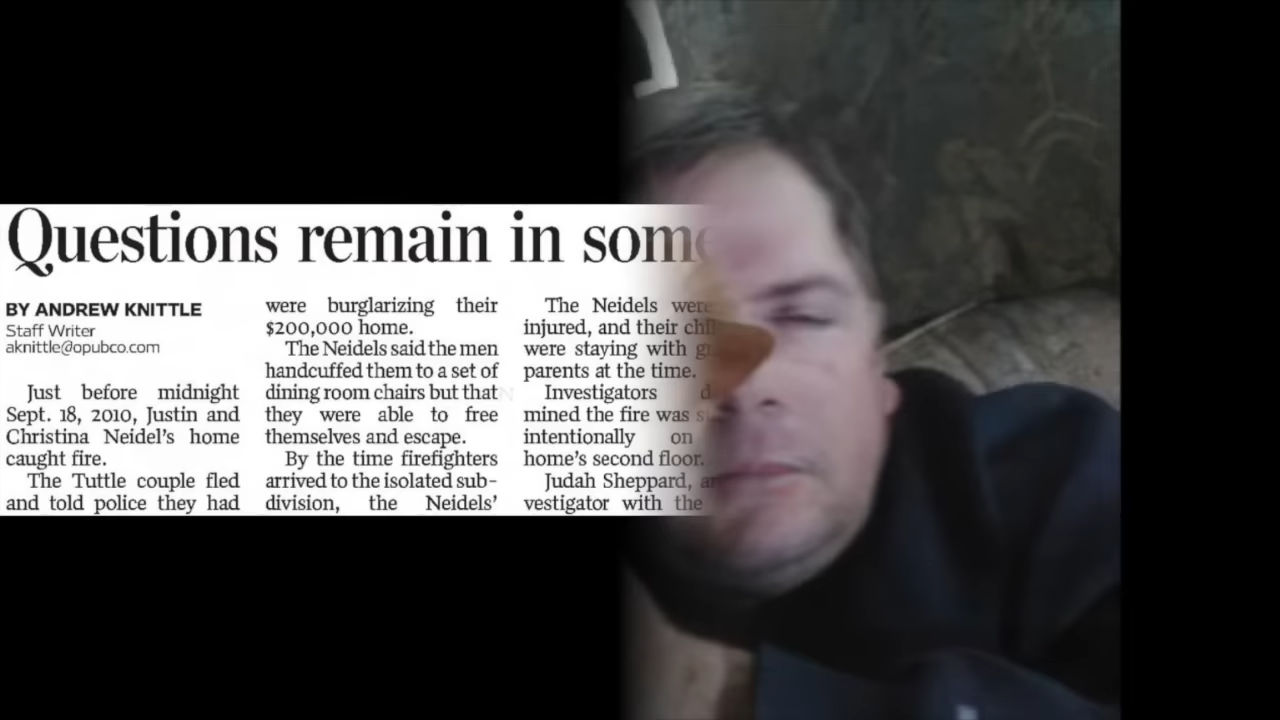 Questions remain in some
BY ANDREW KNITTLE
Staff Writer
aknittle@opubco.com
Just before midnight
Sept. 18, 2010, Justin and
Christina Neidel's home
caught fire.
The Tuttle couple fled
and told police they had
were burglarizing their
$200,000 home.
The Neidels said the men
handcuffed them to a set of
dining room chairs but that
they were able to free
themselves and escape.
By the time firefighters
arrived to the isolated sub-
division, the Neidels'
The Neidels were
injured, and their
were staying with
parents at the time.
Investigators
mined the fire was
intentionally on
home's second floor.
Judah Sheppard,
vestigator with the